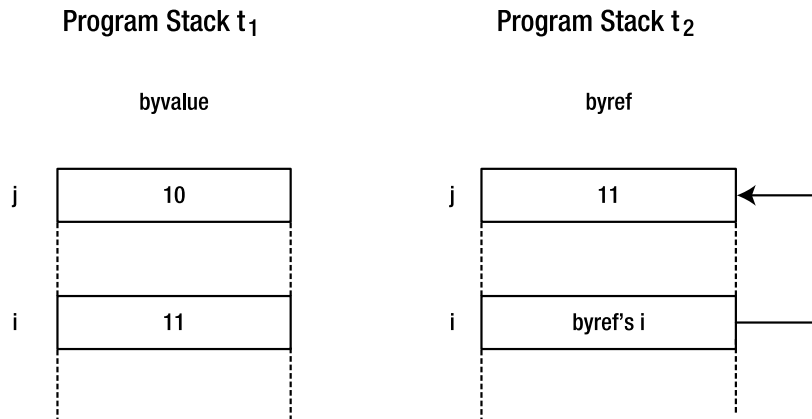 Program Stack t1
Program Stack t2
byvalue
byref
j
10
j
11
i
11
i
byref's i